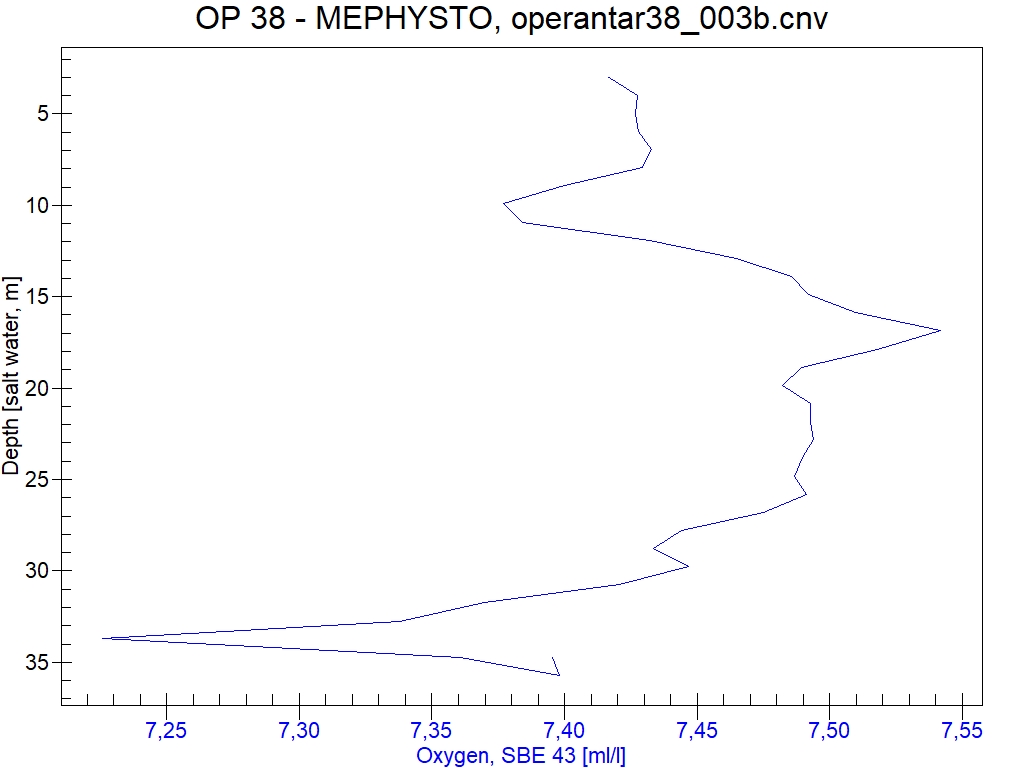 OP 38 - MEPHYSTO, operantar38_003b.cnv
Depth [salt water, m]
5
10
15
20
25
30
35
7,25 7,30 7,35 7,40 7,45 7,50 7,55
Oxygen, SBE 43 [ml/l]